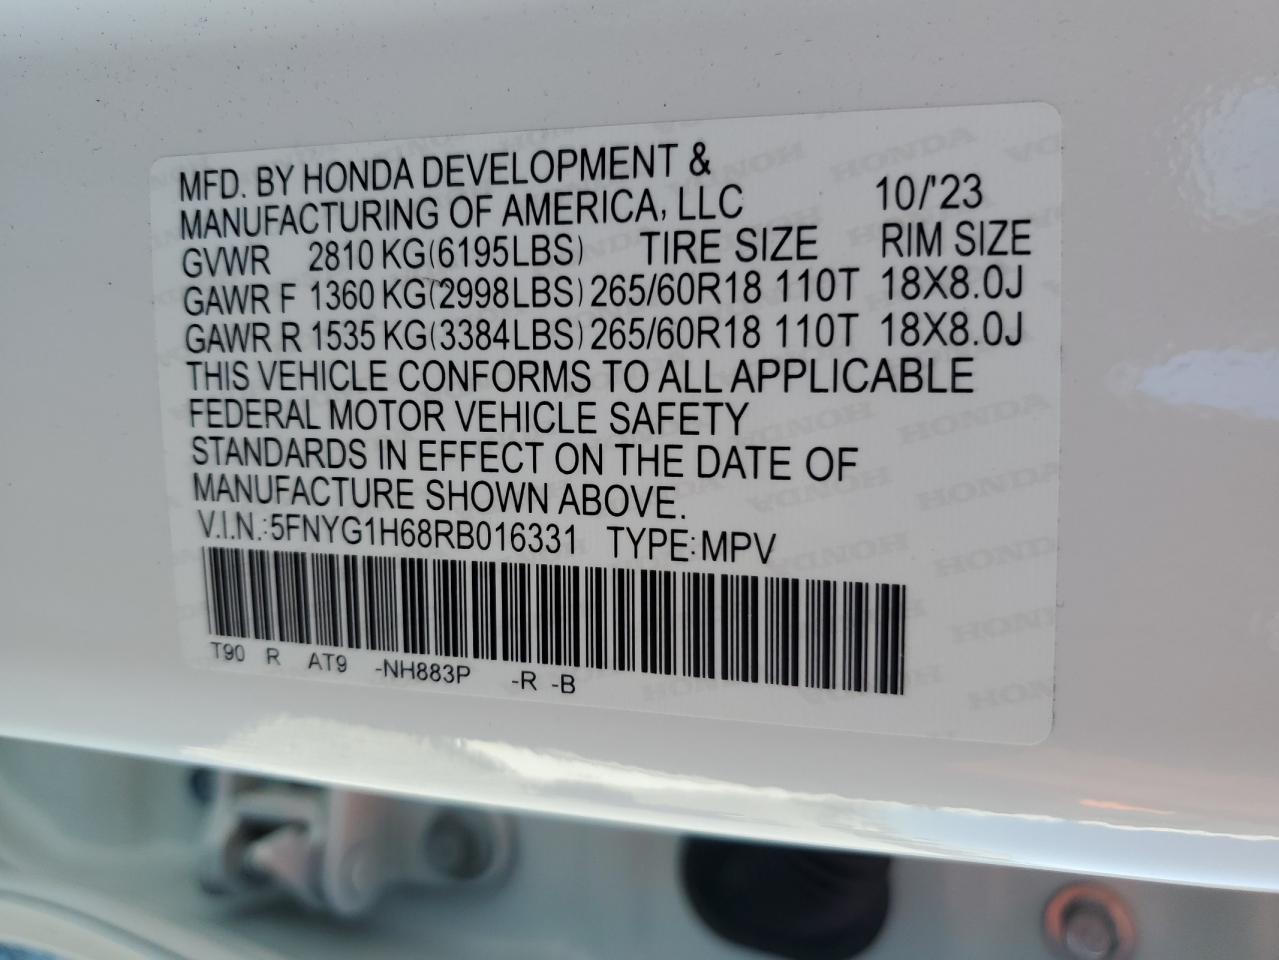 MFD. BY HONDA DEVELOPMENT &
MANUFACTURING OF AMERICA, LLC 10/'23
GVWR 2810 KG(6195LBS) TIRE SIZE RIM SIZE
GAWR F 1360 KG(2998LBS) 265/60R18 110T 18X8.0J
GAWR R 1535 KG(3384LBS) 265/60R18 110T 18X8.0J
THIS VEHICLE CONFORMS TO ALL APPLICABLE
FEDERAL MOTOR VEHICLE SAFETY
STANDARDS IN EFFECT ON THE DATE OF
MANUFACTURE SHOWN ABOVE.
V.I.N.:5FNYG1H68RB016331 TYPE:MPV
T90 R AT9 -NH883P -R -B